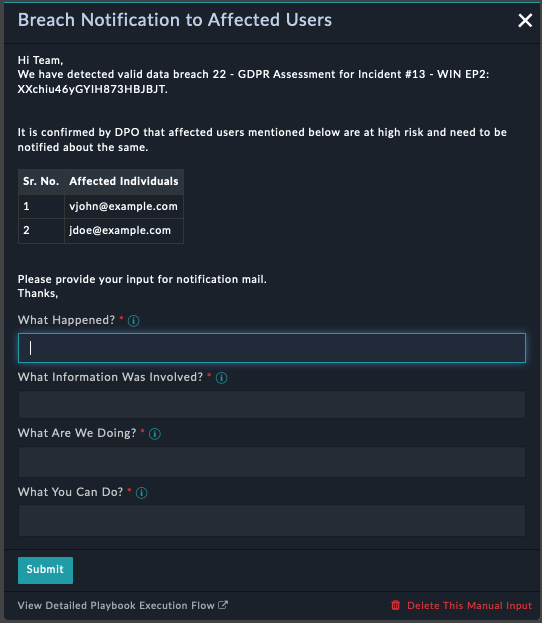 Breach Notification to Affected Users
Hi Team,
We have detected valid data breach 22 - GDPR Assessment for Incident #13 - WIN EP2:
XXchiu46yGYIH873HBJBJT.
It is confirmed by DPO that affected users mentioned below are at high risk and need to be
notified about the same.
Sr. No. Affected Individuals
1 vjohn@example.com
2 jdoe@example.com
Please provide your input for notification mail.
Thanks,
What Happened? *
What Information Was Involved? *
What Are We Doing? *
What You Can Do? *
Submit
View Detailed Playbook Execution Flow
Delete This Manual Input